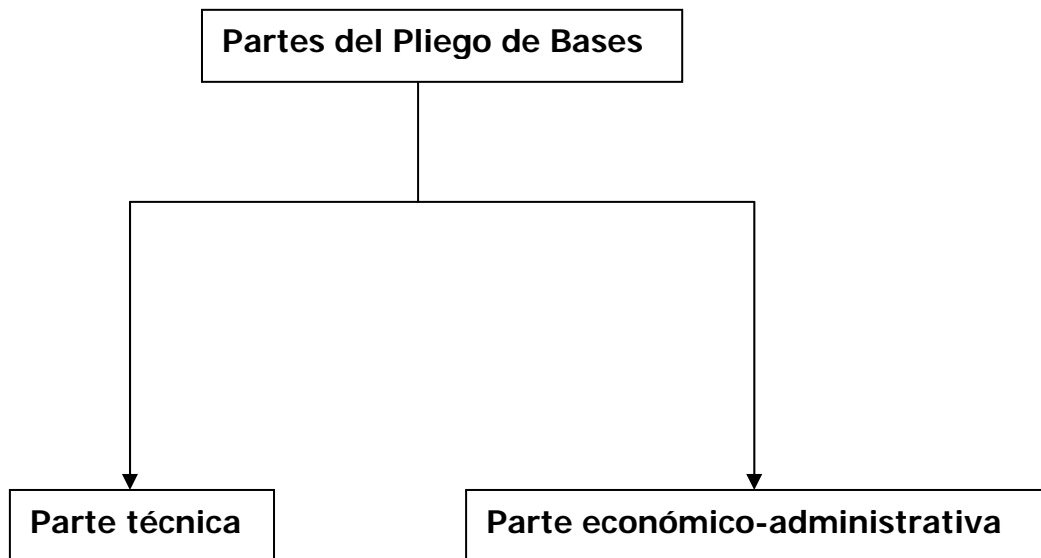 Partes del Pliego de Bases
Parte técnica
Parte económico-administrativa